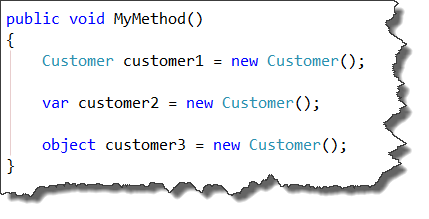 public void MyMethod()
{
Customer customer1 = new Customer();
var customer2 = new Customer();
object customer3 = new Customer();
}